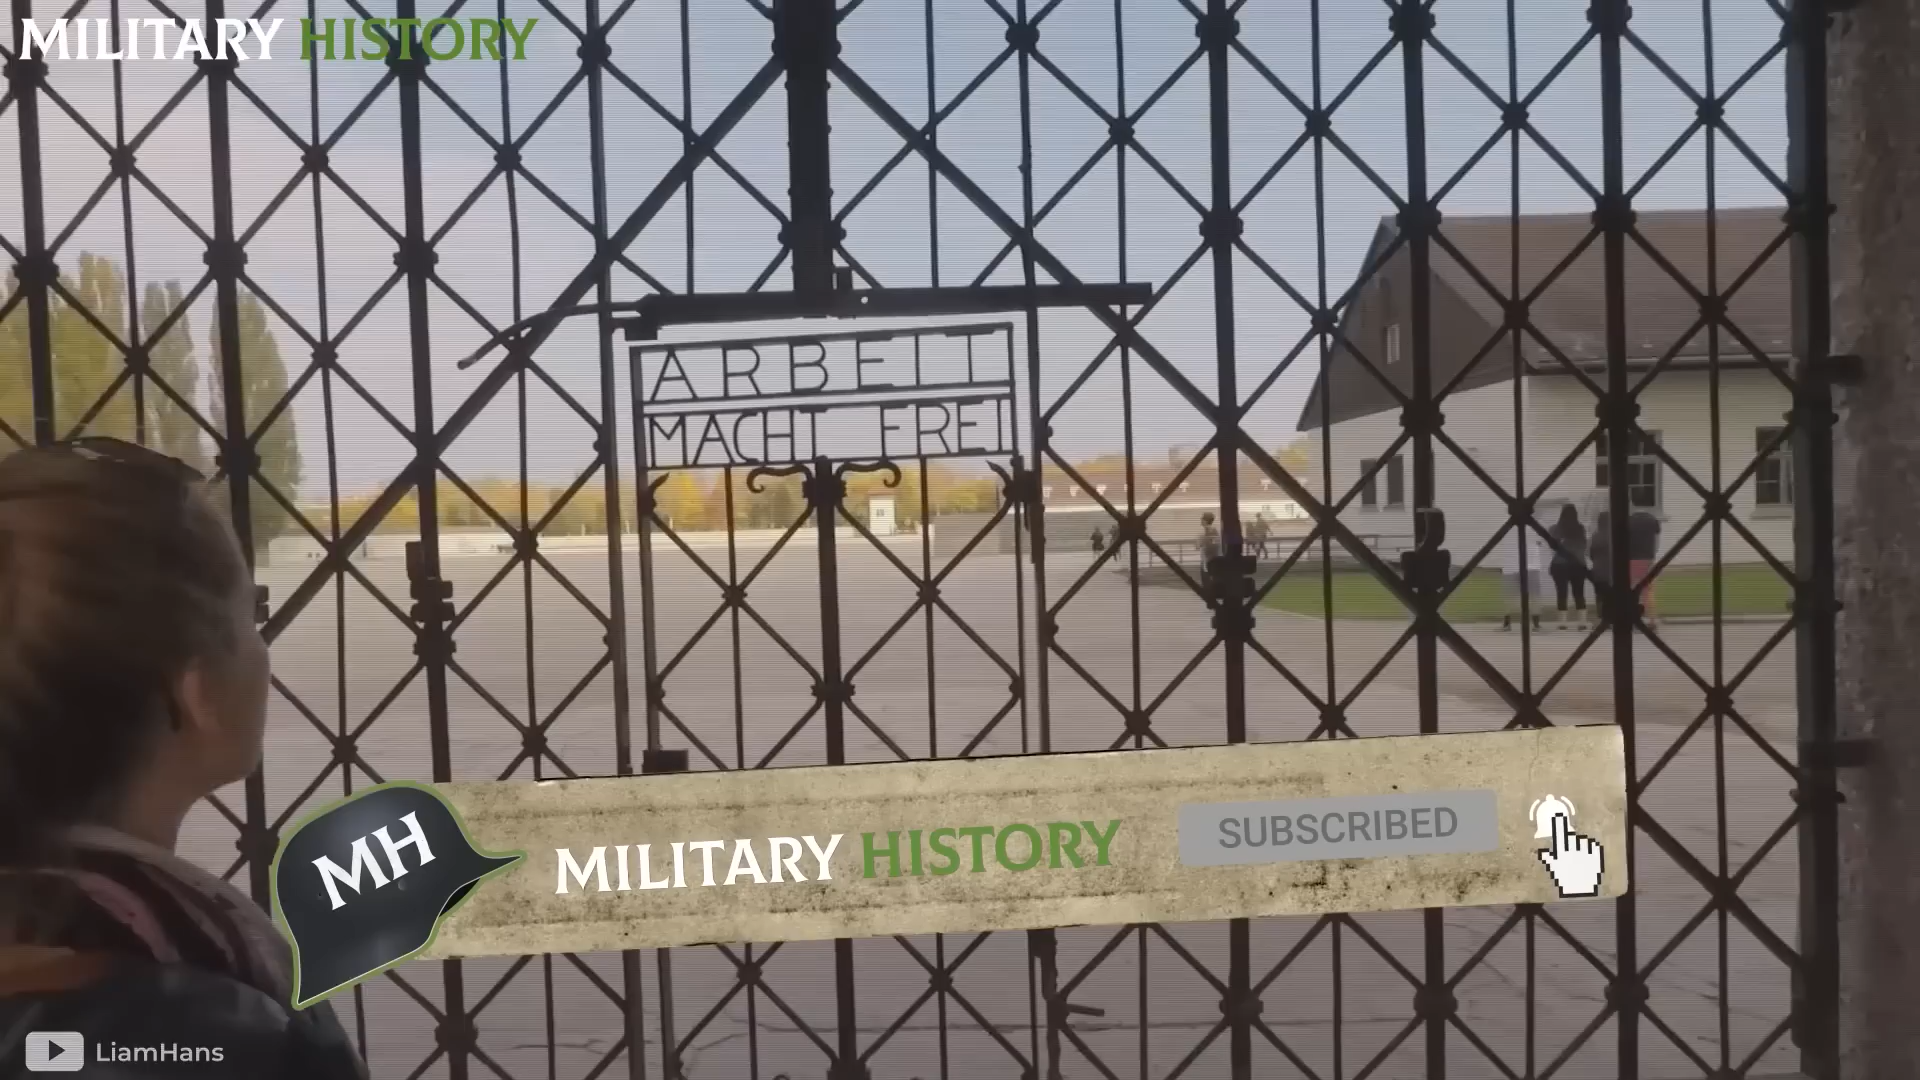 MILITARY HISTORY
ARBEIT
MACHT FREI
MH
MILITARY HISTORY
SUBSCRIBED
LiamHans